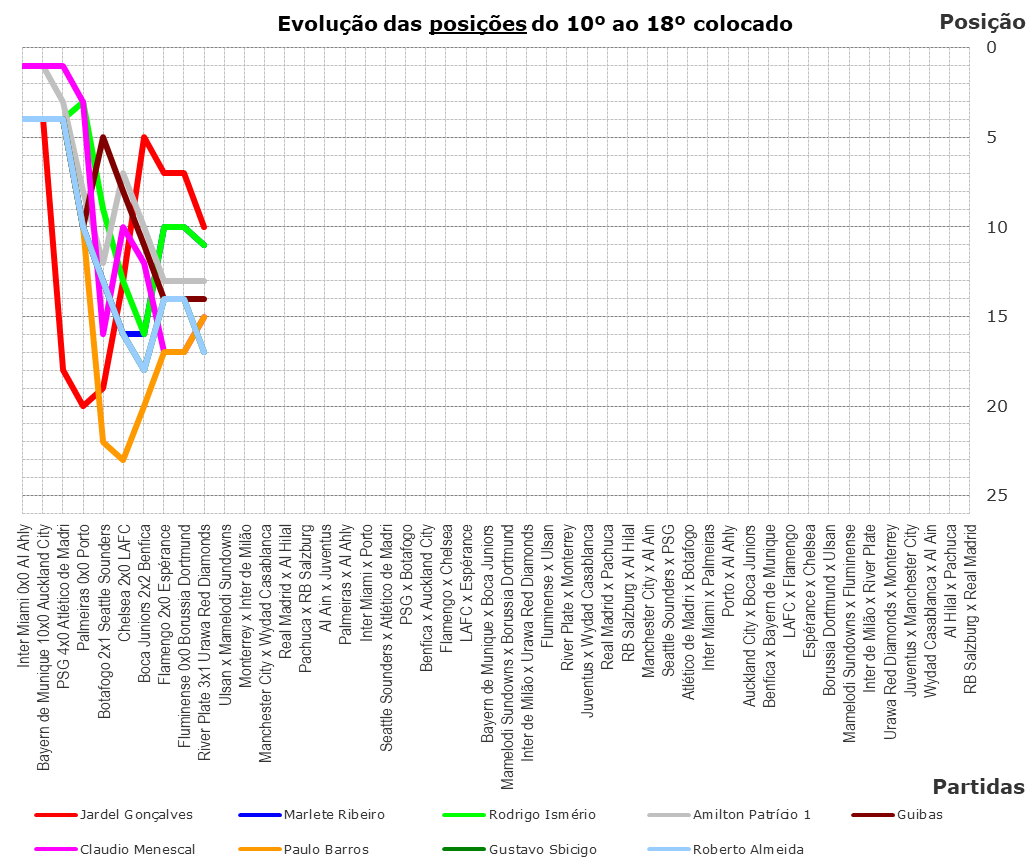 Evolução das posições do 10º ao 18º colocado
Posição
0
5
10
15
20
25
Inter Miami 0x0 Al Ahly
Bayern de Munique 10x0 Auckland City
PSG 4x0 Atlético de Madri
Palmeiras 0x0 Porto
Botafogo 2x1 Seattle Sounders
Chelsea 2x0 LAFC
Boca Juniors 2x2 Benfica
Flamengo 2x0 Espérance
Fluminense 0x0 Borussia Dortmund
River Plate 3x1 Urawa Red Diamonds
Ulsan x Mamelodi Sundowns
Monterrey x Inter de Milão
Manchester City x Wydad Casablanca
Real Madrid x Al Hilal
Pachuca x RB Salzburg
Al Ain x Juventus
Palmeiras x Al Ahly
Inter Miami x Porto
Seattle Sounders x Atlético de Madri
PSG x Botafogo
Benfica x Auckland City
Flamengo x Chelsea
LAFC x Espérance
Bayern de Munique x Boca Juniors
Mamelodi Sundowns x Borussia Dortmund
Inter de Milão x Urawa Red Diamonds
Fluminense x Ulsan
River Plate x Monterrey
Juventus x Wydad Casablanca
Real Madrid x Pachuca
RB Salzburg x Al Hilal
Manchester City x Al Ain
Seattle Sounders x PSG
Atlético de Madri x Botafogo
Inter Miami x Palmeiras
Porto x Al Ahly
Auckland City x Boca Juniors
Benfica x Bayern de Munique
LAFC x Flamengo
Espérance x Chelsea
Borussia Dortmund x Ulsan
Mamelodi Sundowns x Fluminense
Inter de Milão x River Plate
Urawa Red Diamonds x Monterrey
Juventus x Manchester City
Wydad Casablanca x Al Ain
Al Hilal x Pachuca
RB Salzburg x Real Madrid
Partidas
Jardel Gonçalves
Marlete Ribeiro
Rodrigo Ismério
Amilton Patrício 1
Guibas
Claudio Menescal
Paulo Barros
Gustavo Sbicigo
Roberto Almeida